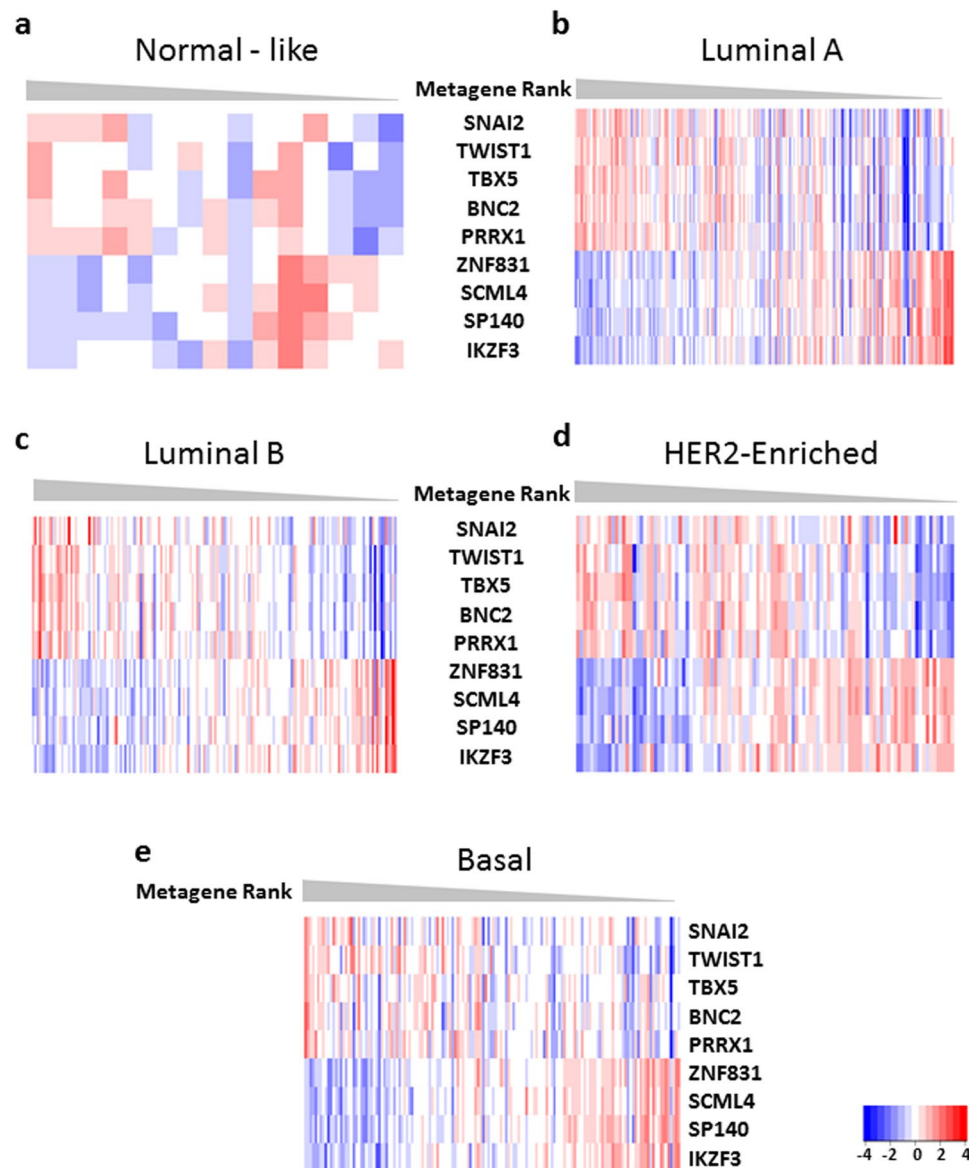 a
Normal - like
b
Luminal A
Metagene Rank
SNAI2
TWIST1
TBX5
BNC2
PRRX1
ZNF831
SCML4
SP140
IKZF3
c
Luminal B
d
HER2-Enriched
Metagene Rank
SNAI2
TWIST1
TBX5
BNC2
PRRX1
ZNF831
SCML4
SP140
IKZF3
e
Basal
Metagene Rank
SNAI2
TWIST1
TBX5
BNC2
PRRX1
ZNF831
SCML4
SP140
IKZF3
-4 -2 0 2 4